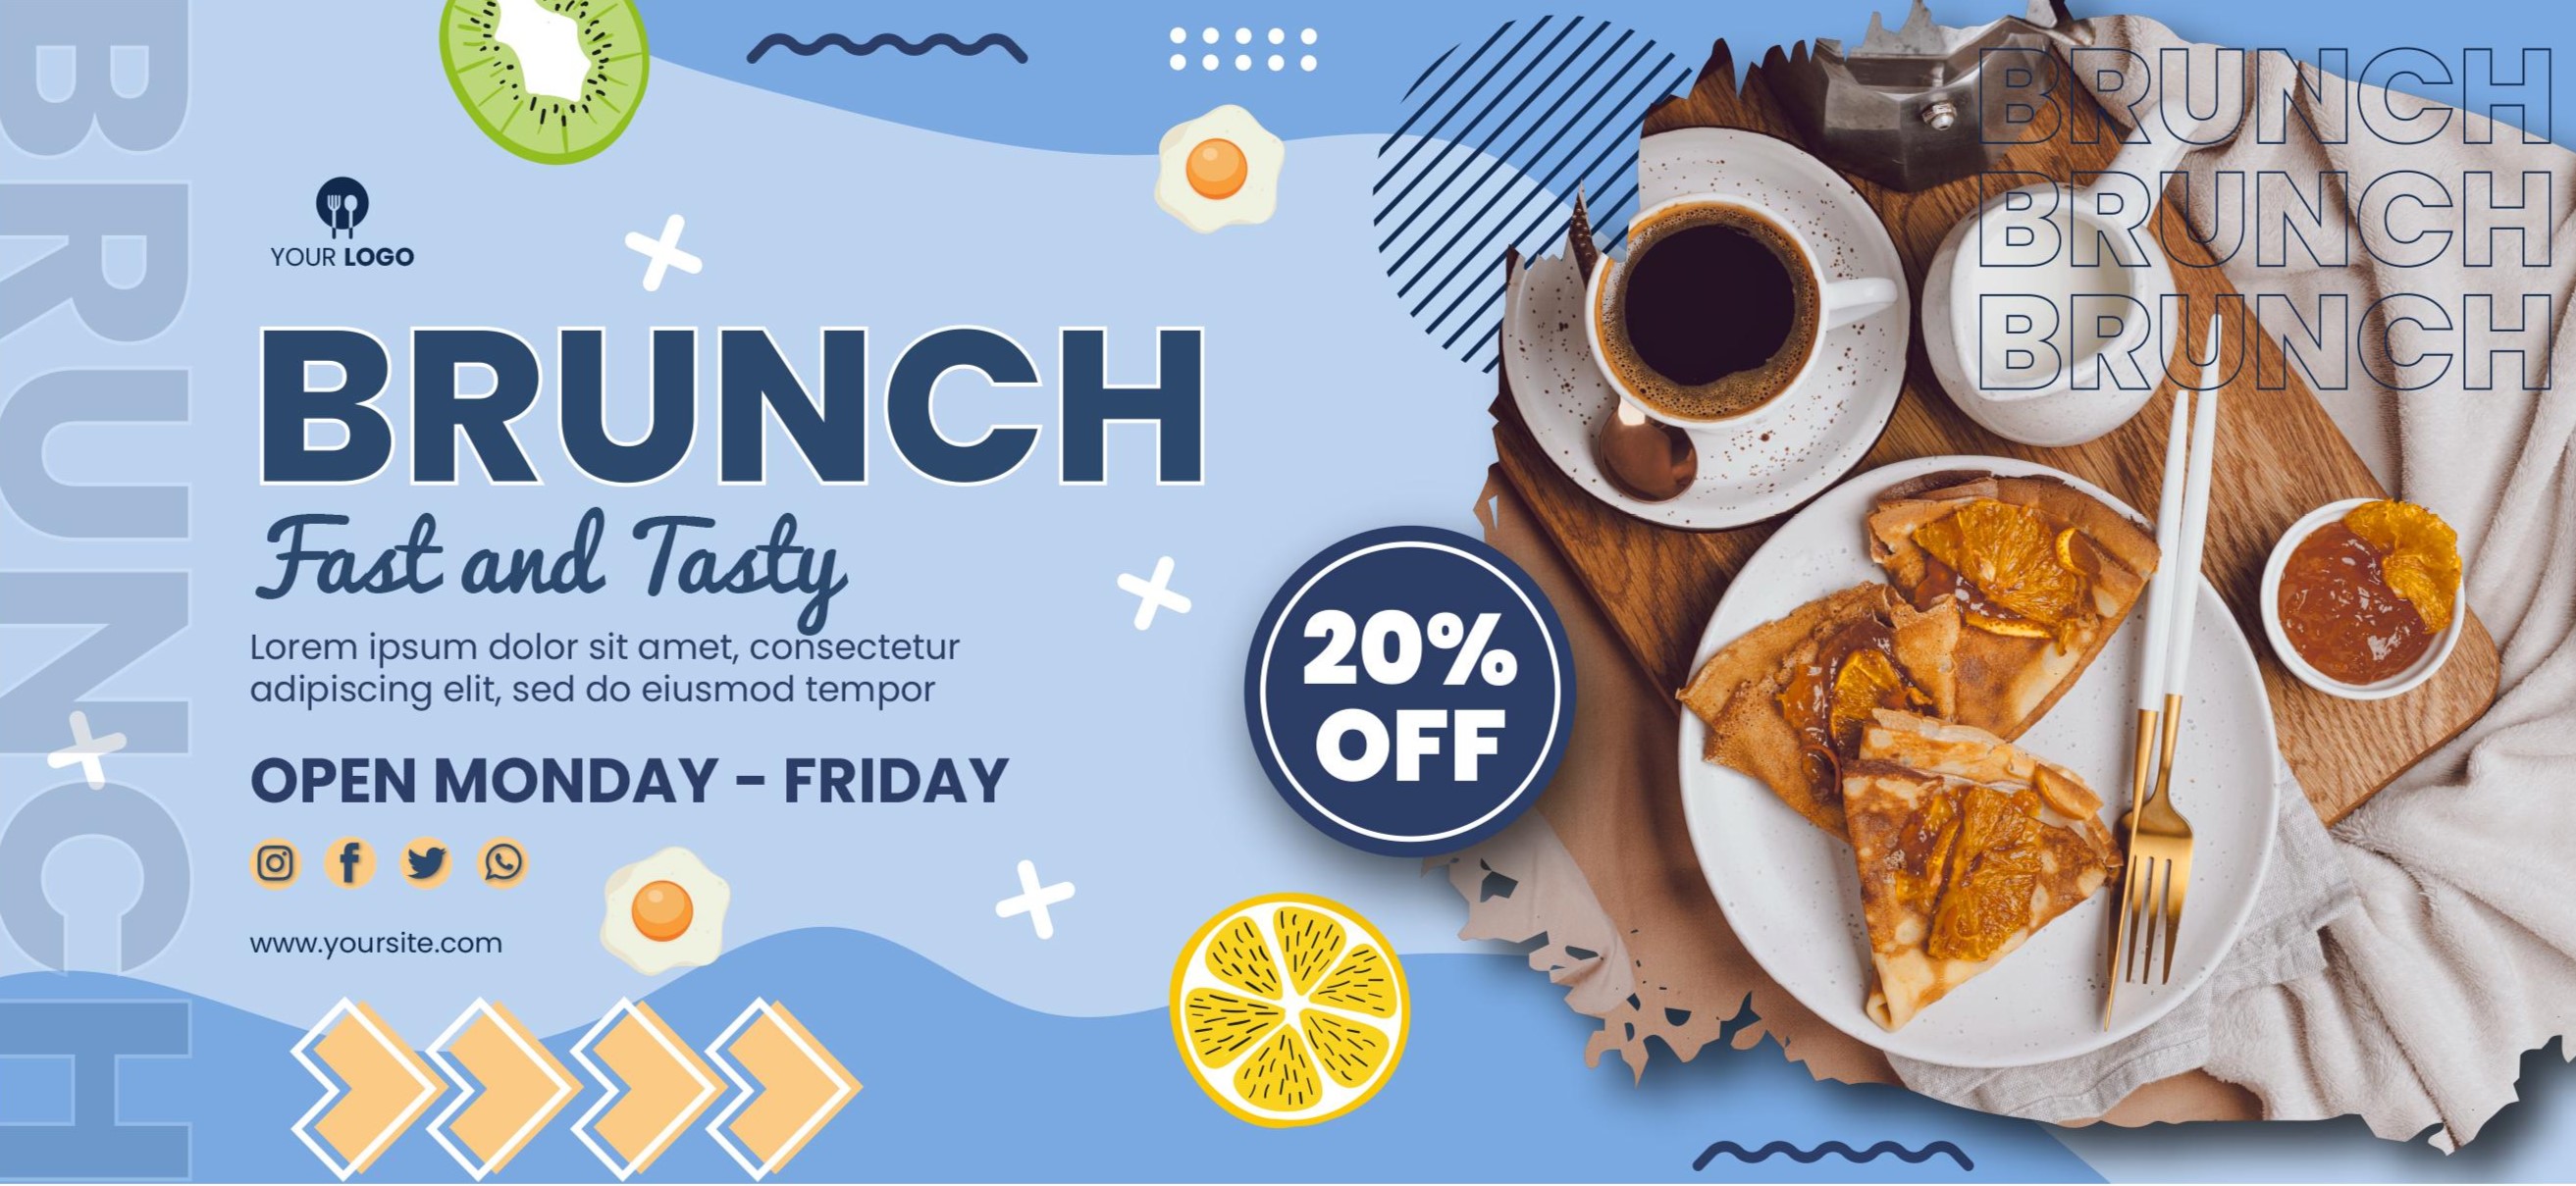 BRUNCH
YOUR LOGO
BRUNCH
Fast and Tasty
Lorem ipsum dolor sit amet, consectetur
adipiscing elit, sed do eiusmod tempor
OPEN MONDAY - FRIDAY
www.yoursite.com
20%
OFF
BRUNCH
BRUNCH
BRUNCH